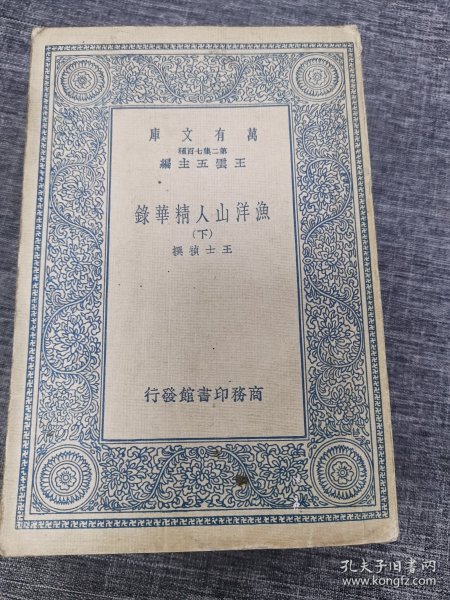 萬有文庫
第二集七百種
王雲五主編
漁洋山人精華錄
(下)
王士禎撰
商務印書館發行
孔夫子旧书网
www.kongfz.com